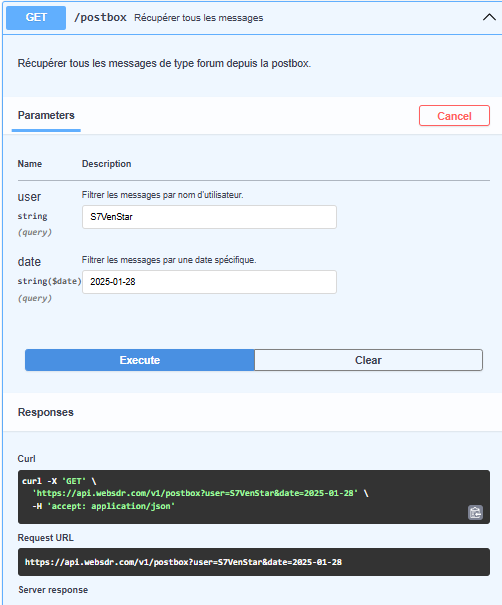 GET /postbox Récupérer tous les messages
Récupérer tous les messages de type forum depuis la postbox.
Parameters
Cancel
Name Description
user Filtrer les messages par nom d'utilisateur.
string S7VenStar
(query)
date Filtrer les messages par une date spécifique.
string($date) 2025-01-28
(query)
Execute Clear
Responses
Curl
curl -X 'GET' \
'https://api.websdr.com/v1/postbox?user=S7VenStar&date=2025-01-28' \
-H 'accept: application/json'
Request URL
https://api.websdr.com/v1/postbox?user=S7VenStar&date=2025-01-28
Server response